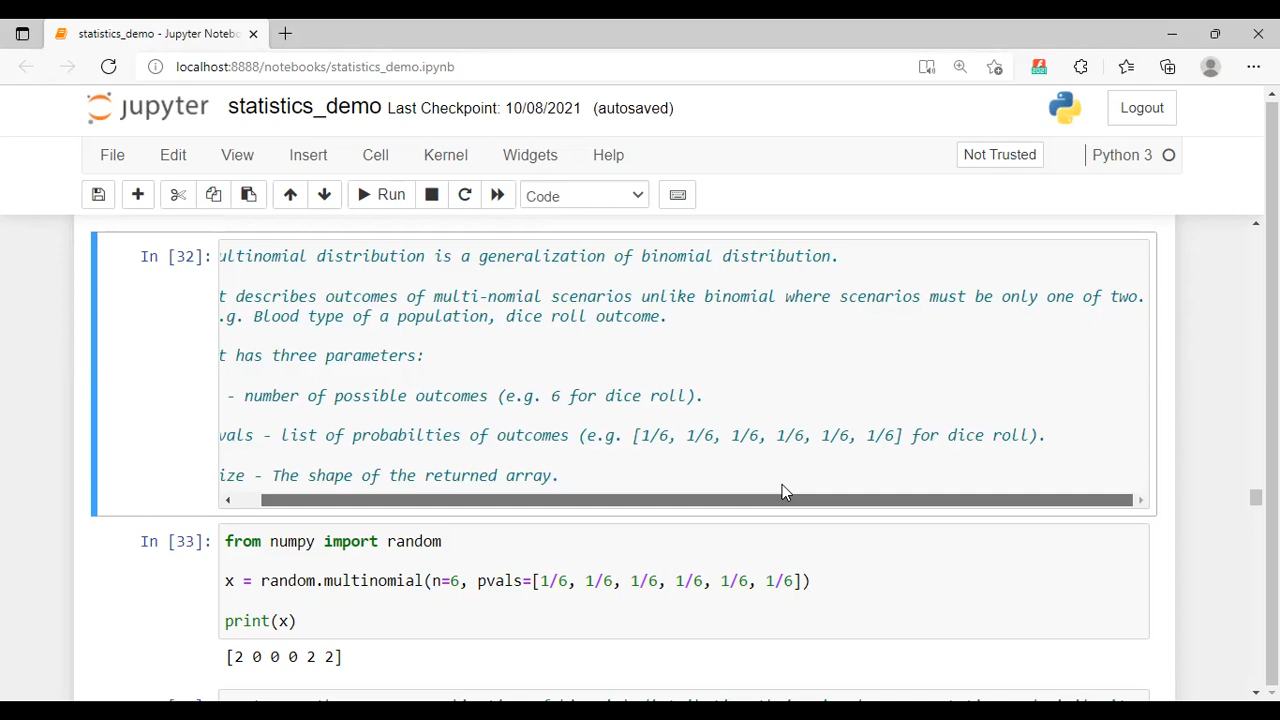 statistics_demo - Jupyter Notebo
localhost:8888/notebooks/statistics_demo.ipynb
jupyter statistics_demo Last Checkpoint: 10/08/2021 (autosaved)
Logout
File Edit View Insert Cell Kernel Widgets Help
Not Trusted
Python 3
Run
Code
In [32]:
ultinomial distribution is a generalization of binomial distribution.
t describes outcomes of multi-nomial scenarios unlike binomial where scenarios must be only one of two.
.g. Blood type of a population, dice roll outcome.
t has three parameters:
- number of possible outcomes (e.g. 6 for dice roll).
vals - list of probabilties of outcomes (e.g. [1/6, 1/6, 1/6, 1/6, 1/6, 1/6] for dice roll).
ize - The shape of the returned array.
In [33]:
from numpy import random
x = random.multinomial(n=6, pvals=[1/6, 1/6, 1/6, 1/6, 1/6, 1/6])
print(x)
[2 0 0 0 2 2]